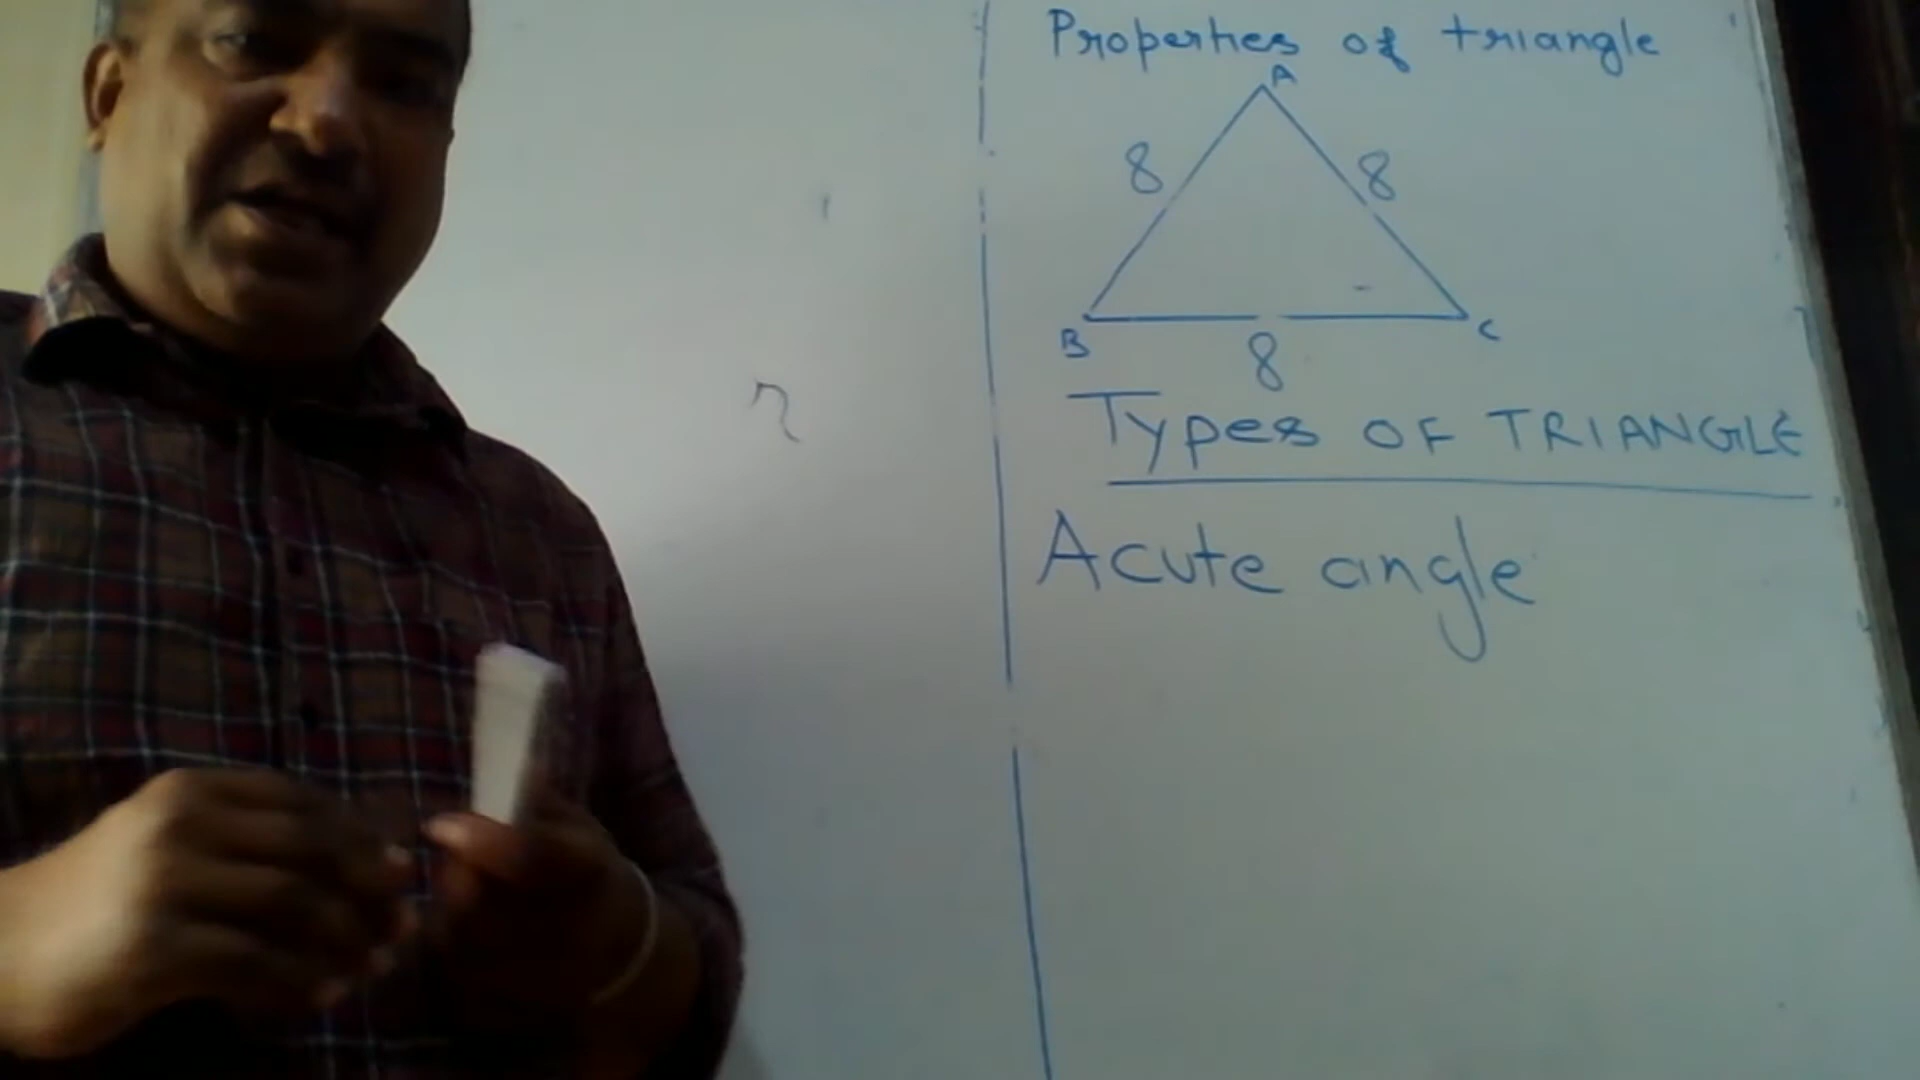 Properties of triangle
A
8 8
B C
8
Types OF TRIANGLE
Acute angle